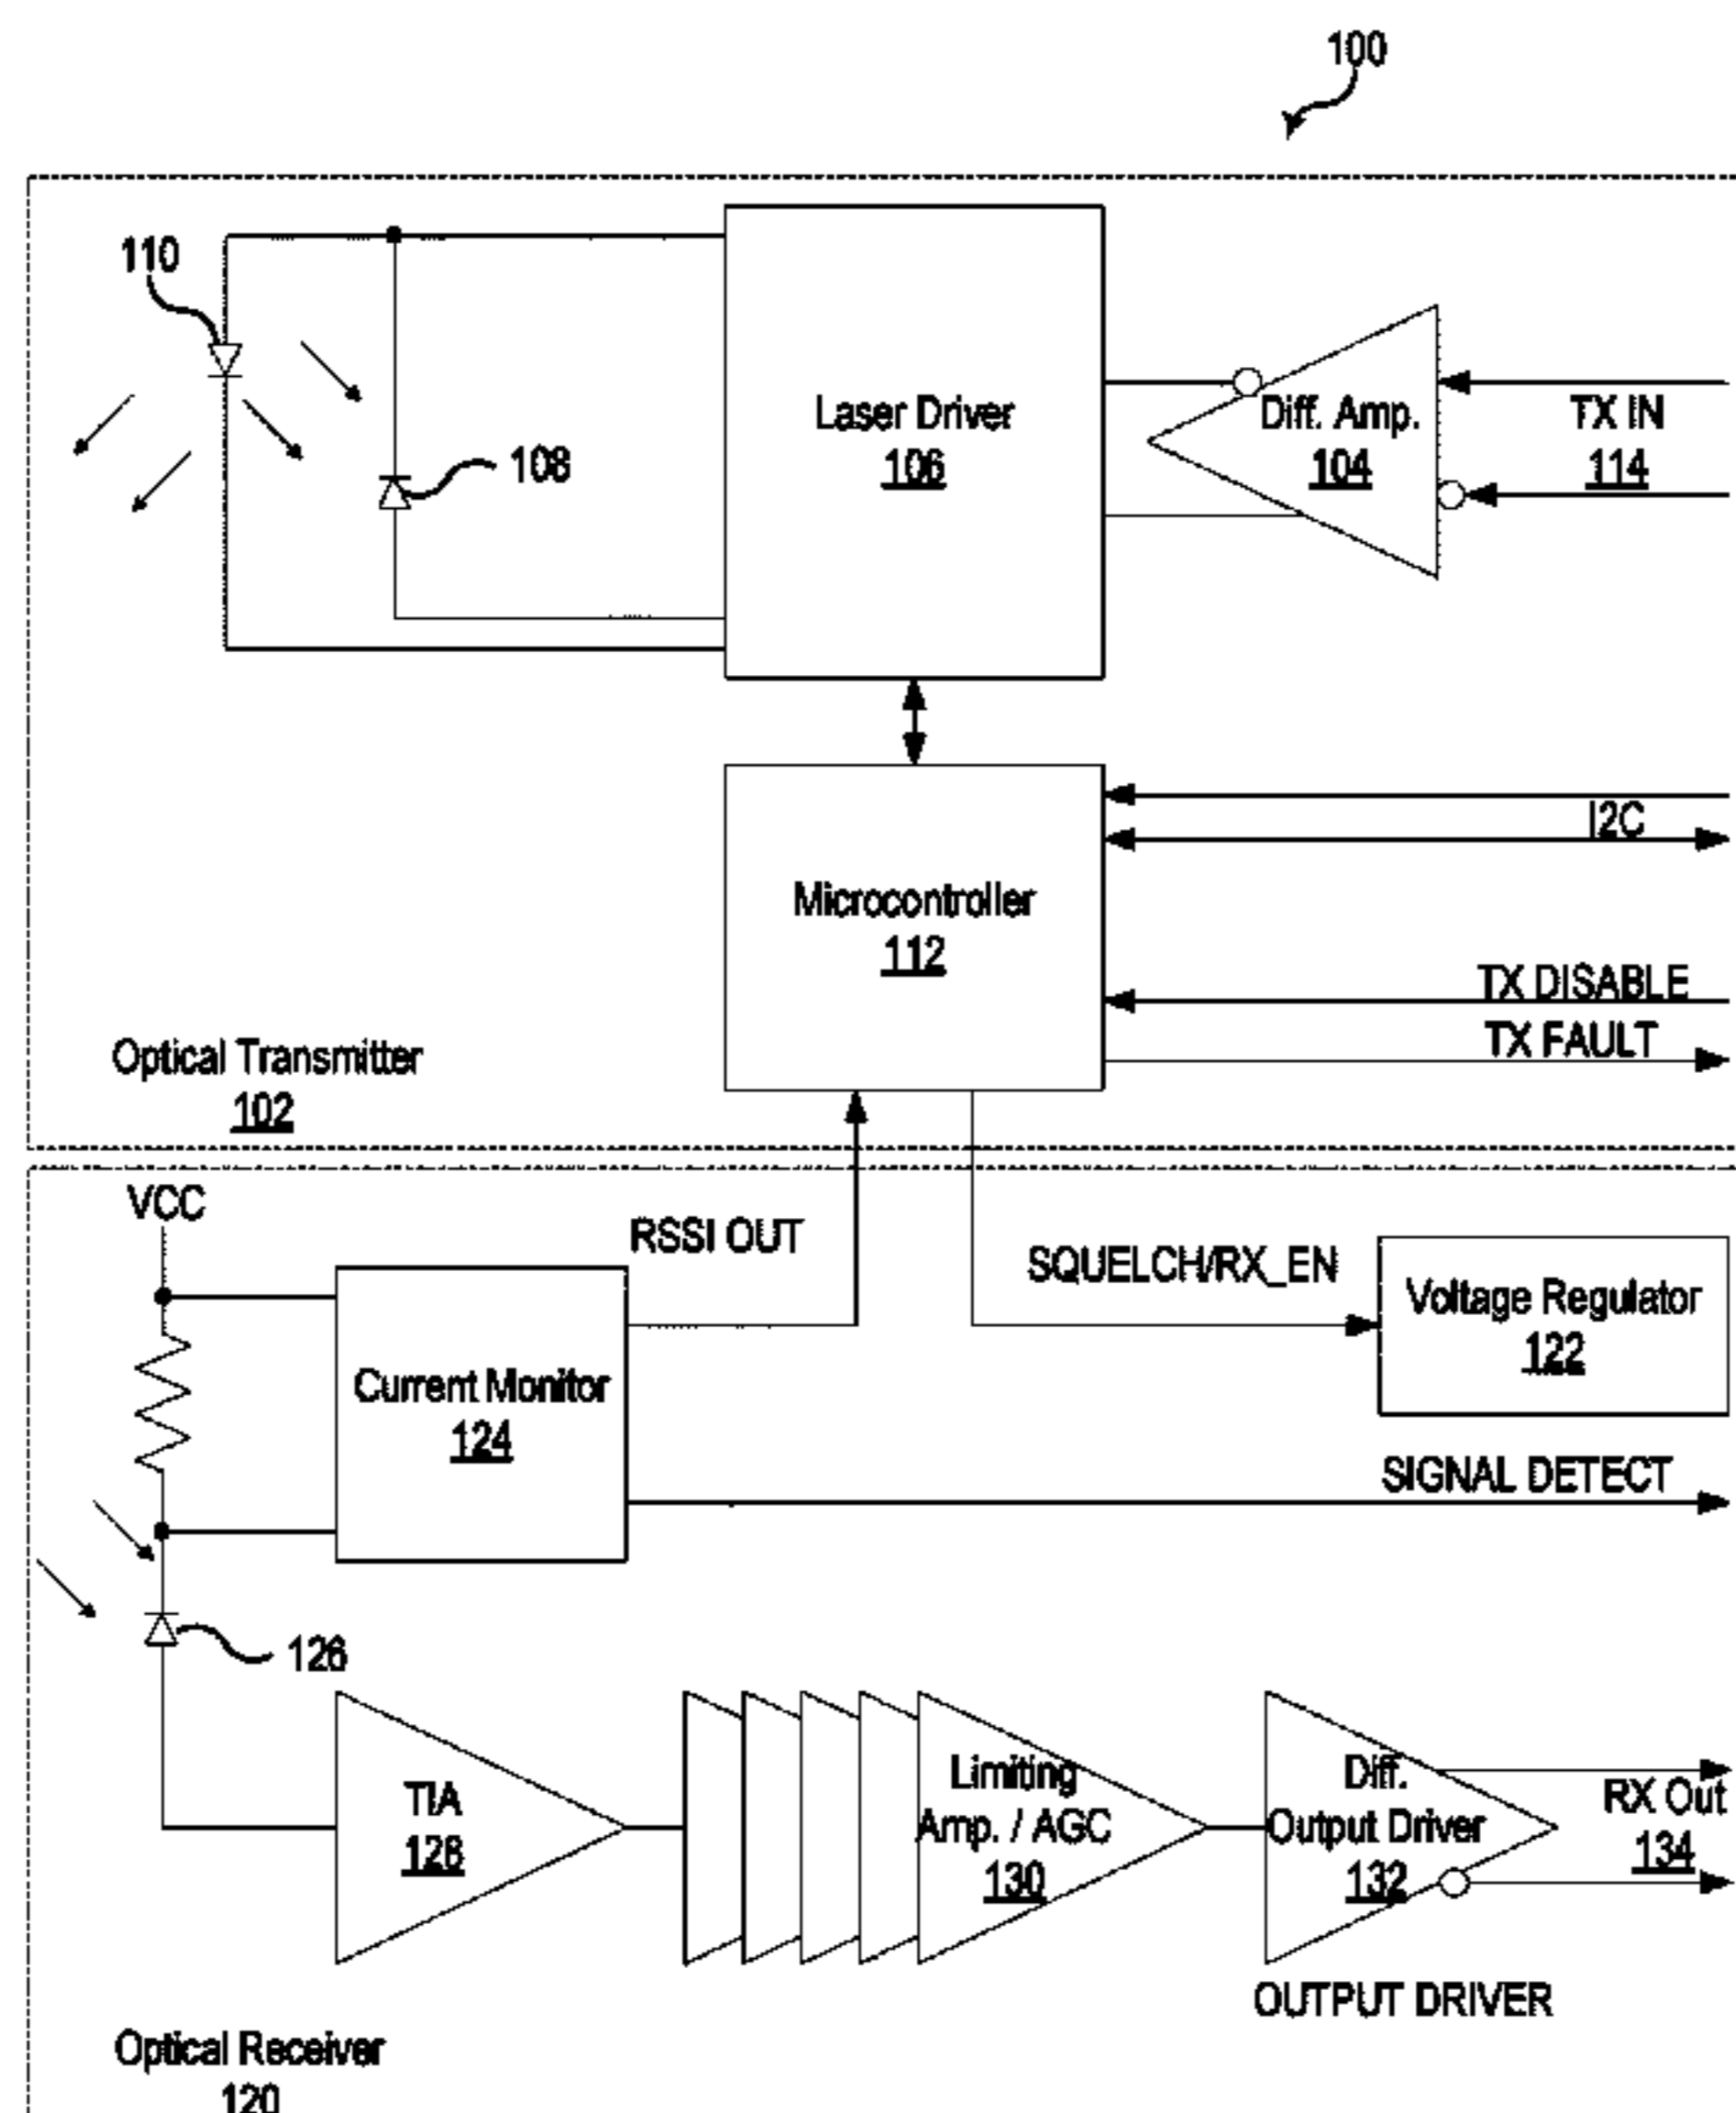 100
110
108
Laser Driver
106
Diff. Amp.
104
TX IN
114
I2C
Microcontroller
112
TX DISABLE
TX FAULT
Optical Transmitter
102
VCC
RSSI OUT
SQUELCH/RX_EN
Voltage Regulator
122
Current Monitor
124
SIGNAL DETECT
126
TIA
128
Limiting
Amp. / AGC
130
Diff.
Output Driver
132
RX Out
134
OUTPUT DRIVER
Optical Receiver
120